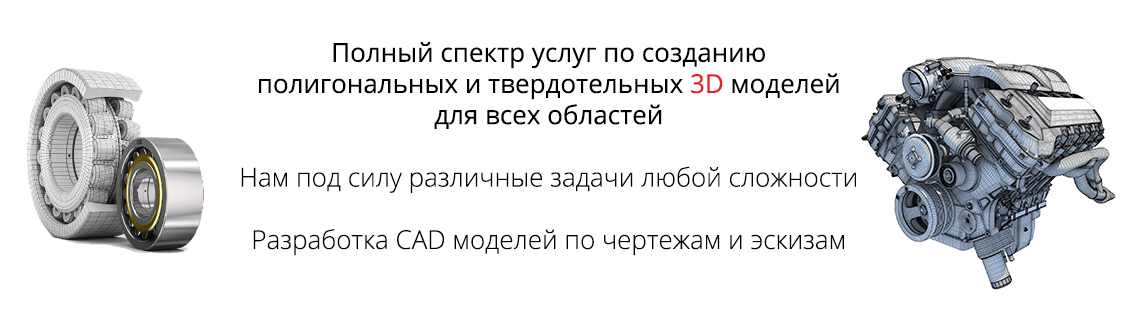 Полный спектр услуг по созданию
полигональных и твердотельных 3D моделей
для всех областей
Нам под силу различные задачи любой сложности
Разработка CAD моделей по чертежам и эскизам